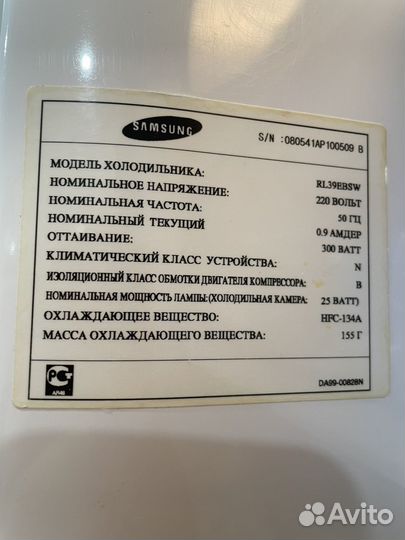 SAMSUNG
S/N :080541AP100509 B
МОДЕЛЬ ХОЛОДИЛЬНИКА: RL39EBSW
НОМИНАЛЬНОЕ НАПРЯЖЕНИЕ: 220 ВОЛЬТ
НОМИНАЛЬНАЯ ЧАСТОТА: 50 ГЦ
НОМИНАЛЬНЫЙ ТЕКУЩИЙ 0.9 АМДЕР
ОТТАИВАНИЕ: 300 ВАТТ
КЛИМАТИЧЕСКИЙ КЛАСС УСТРОЙСТВА: N
ИЗОЛЯЦИОННЫЙ КЛАСС ОБМОТКИ ДВИГАТЕЛЯ КОМПРЕССОРА: B
НОМИНАЛЬНАЯ МОЩНОСТЬ ЛАМПЫ:(ХОЛОДИЛЬНАЯ КАМЕРА: 25 ВАТТ)
ОХЛАЖДАЮЩЕЕ ВЕЩЕСТВО: HFC-134A
МАССА ОХЛАЖДАЮЩЕГО ВЕЩЕСТВА: 155 Г
АЯ46
DA99-00828N
Avito